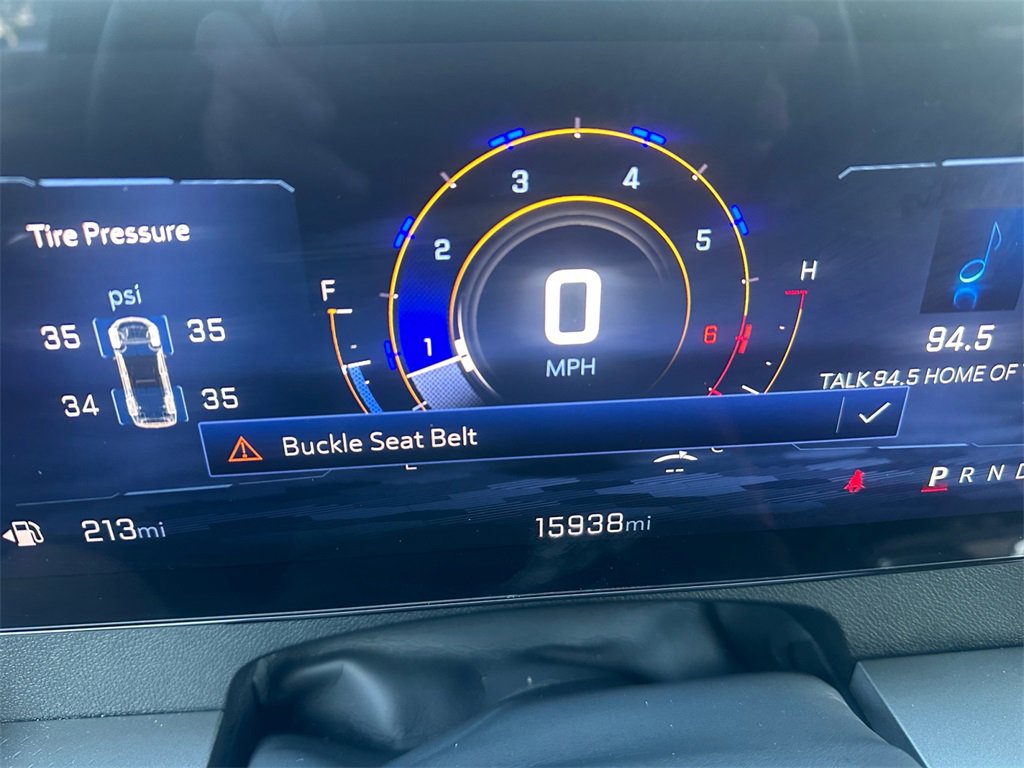 Tire Pressure
psi
35 35
34 35
F
1
2
3
4
5
6
0
MPH
H
94.5
TALK 94.5 HOME OF
Buckle Seat Belt
--
P R N D
213mi
15938mi